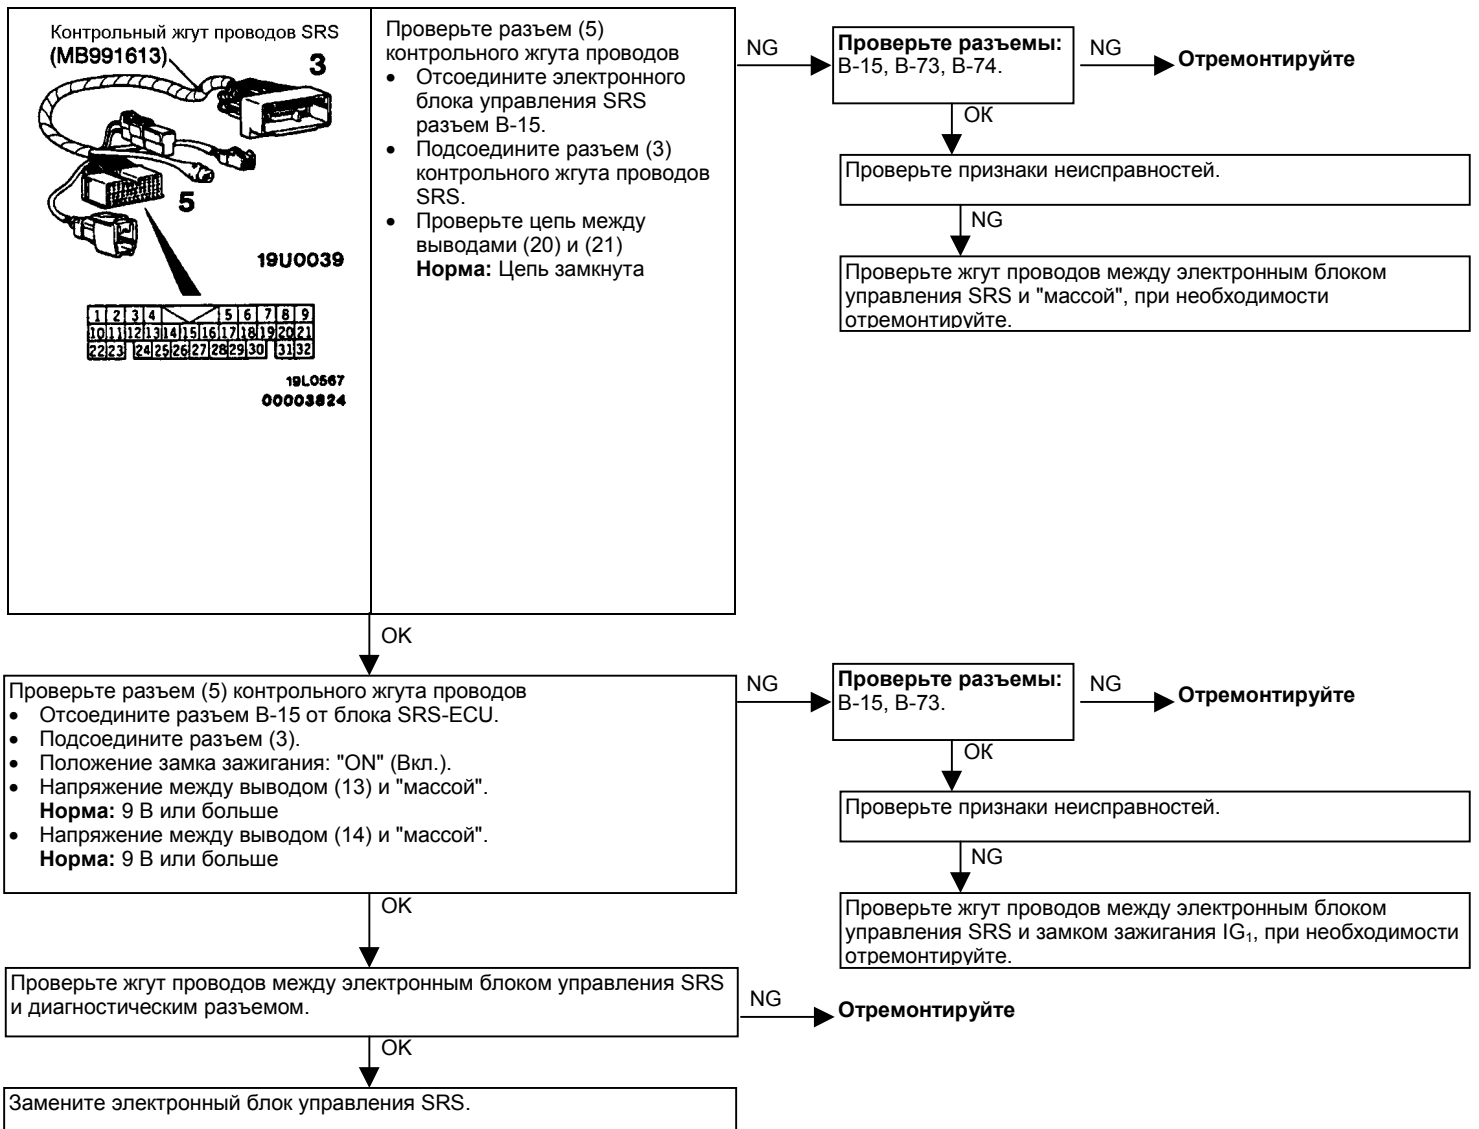 Контрольный жгут проводов SRS
(MB991613)
3
5
19U0039
1 2 3 4 5 6 7 8 9
10 11 12 13 14 15 16 17 18 19 20 21
22 23 24 25 26 27 28 29 30 31 32
19L0567
00003824
Проверьте разъем (5)
контрольного жгута проводов
• Отсоедините электронного
блока управления SRS
разъем B-15.
• Подсоедините разъем (3)
контрольного жгута проводов
SRS.
• Проверьте цепь между
выводами (20) и (21)
Норма: Цепь замкнута
NG
Проверьте разъемы:
B-15, B-73, B-74.
NG
Отремонтируйте
OK
Проверьте признаки неисправностей.
NG
Проверьте жгут проводов между электронным блоком
управления SRS и "массой", при необходимости
отремонтируйте.
OK
Проверьте разъем (5) контрольного жгута проводов
• Отсоедините разъем B-15 от блока SRS-ECU.
• Подсоедините разъем (3).
• Положение замка зажигания: "ON" (Вкл.).
• Напряжение между выводом (13) и "массой".
Норма: 9 В или больше
• Напряжение между выводом (14) и "массой".
Норма: 9 В или больше
NG
Проверьте разъемы:
B-15, B-73.
NG
Отремонтируйте
OK
Проверьте признаки неисправностей.
NG
Проверьте жгут проводов между электронным блоком
управления SRS и замком зажигания IG₁, при необходимости
отремонтируйте.
OK
Проверьте жгут проводов между электронным блоком управления SRS
и диагностическим разъемом.
NG
Отремонтируйте
OK
Замените электронный блок управления SRS.